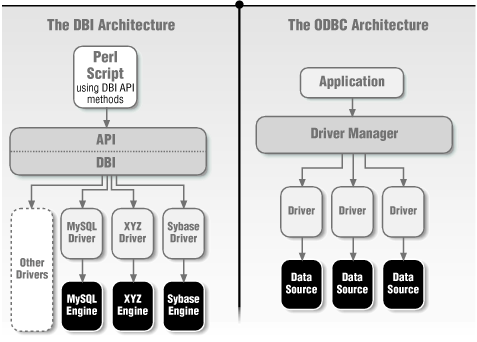 The DBI Architecture
Perl
Script
using DBI API
methods
API
DBI
Other
Drivers
MySQL
Driver
XYZ
Driver
Sybase
Driver
MySQL
Engine
XYZ
Engine
Sybase
Engine
The ODBC Architecture
Application
Driver Manager
Driver
Driver
Driver
Data
Source
Data
Source
Data
Source